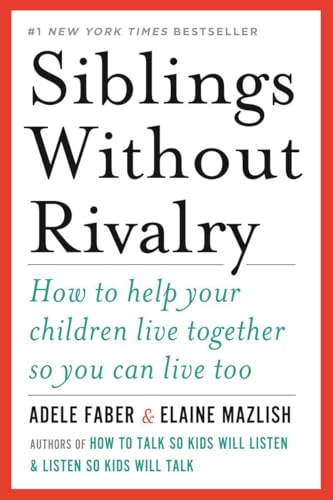 #1 NEW YORK TIMES BESTSELLER
Siblings
Without
Rivalry
How to help your
children live together
so you can live too
ADELE FABER & ELAINE MAZLISH
AUTHORS OF HOW TO TALK SO KIDS WILL LISTEN
& LISTEN SO KIDS WILL TALK